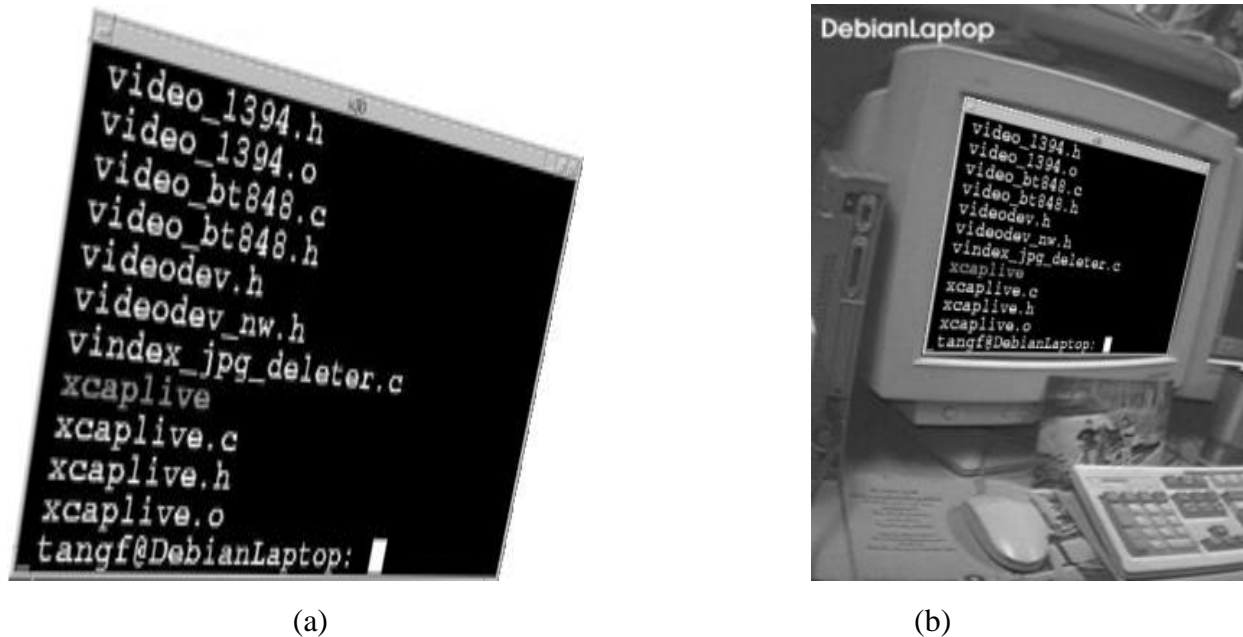 video_1394.h
video_1394.o
video_bt848.c
video_bt848.h
videodev.h
videodev_nw.h
vindex_jpg_deleter.c
xcaplive
xcaplive.c
xcaplive.h
xcaplive.o
tangf@DebianLaptop:
(a)
DebianLaptop
video_1394.h
video_1394.o
video_bt848.c
video_bt848.h
videodev.h
videodev_nw.h
vindex_jpg_deleter.c
xcaplive
xcaplive.c
xcaplive.h
xcaplive.o
tangf@DebianLaptop:
(b)